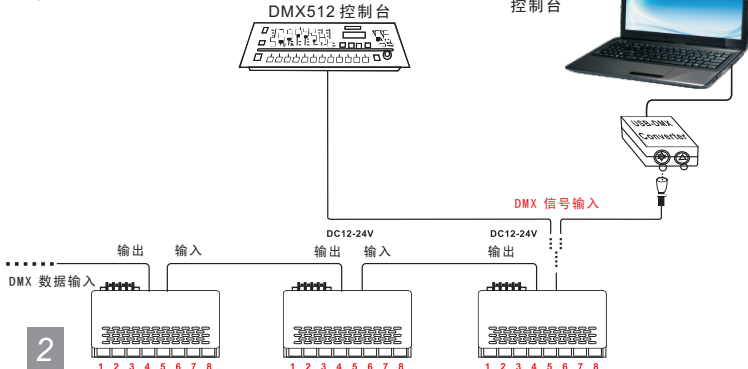 DMX512 控制台
控制台
USB-DMX
Converter
DMX 信号输入
DC12-24V
DC12-24V
输出 输入 输出 输入 输出
DMX 数据输入
2
1 2 3 4 5 6 7 8
1 2 3 4 5 6 7 8
1 2 3 4 5 6 7 8